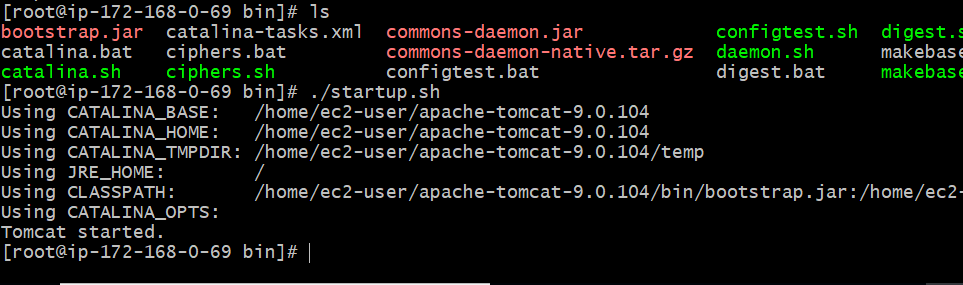 [root@ip-172-168-0-69 bin]# ls
bootstrap.jar  catalina-tasks.xml  commons-daemon.jar            configtest.sh  digest.s
catalina.bat   ciphers.bat         commons-daemon-native.tar.gz  daemon.sh      makebase
catalina.sh    ciphers.sh          configtest.bat                digest.bat     makebase
[root@ip-172-168-0-69 bin]# ./startup.sh
Using CATALINA_BASE:   /home/ec2-user/apache-tomcat-9.0.104
Using CATALINA_HOME:   /home/ec2-user/apache-tomcat-9.0.104
Using CATALINA_TMPDIR: /home/ec2-user/apache-tomcat-9.0.104/temp
Using JRE_HOME:        /
Using CLASSPATH:       /home/ec2-user/apache-tomcat-9.0.104/bin/bootstrap.jar:/home/ec2-
Using CATALINA_OPTS:
Tomcat started.
[root@ip-172-168-0-69 bin]#